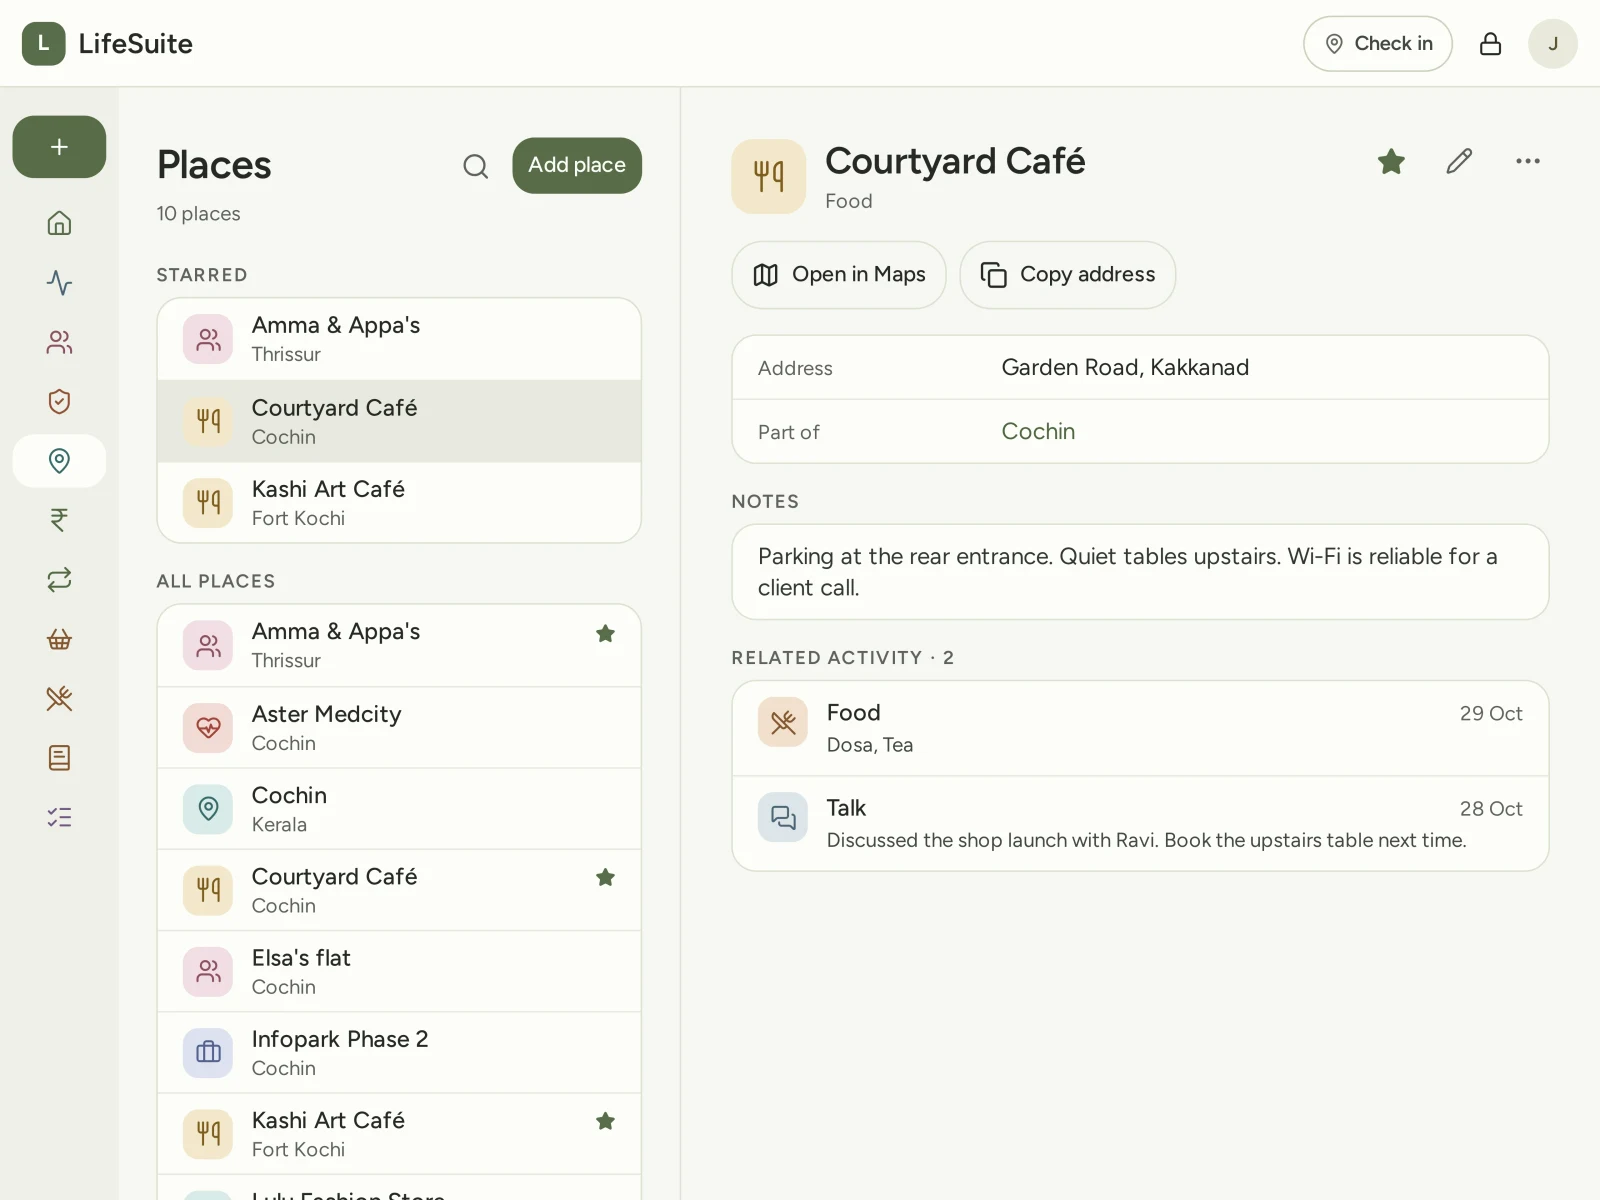 L LifeSuite
Check in
J
Places
Add place
10 places
STARRED
Amma & Appa's
Thrissur
Courtyard Café
Cochin
Kashi Art Café
Fort Kochi
ALL PLACES
Amma & Appa's
Thrissur
Aster Medcity
Cochin
Cochin
Kerala
Courtyard Café
Cochin
Elsa's flat
Cochin
Infopark Phase 2
Cochin
Kashi Art Café
Fort Kochi
Lulu Fashion Store
Courtyard Café
Food
Open in Maps
Copy address
Address Garden Road, Kakkanad
Part of Cochin
NOTES
Parking at the rear entrance. Quiet tables upstairs. Wi-Fi is reliable for a
client call.
RELATED ACTIVITY · 2
Food 29 Oct
Dosa, Tea
Talk 28 Oct
Discussed the shop launch with Ravi. Book the upstairs table next time.